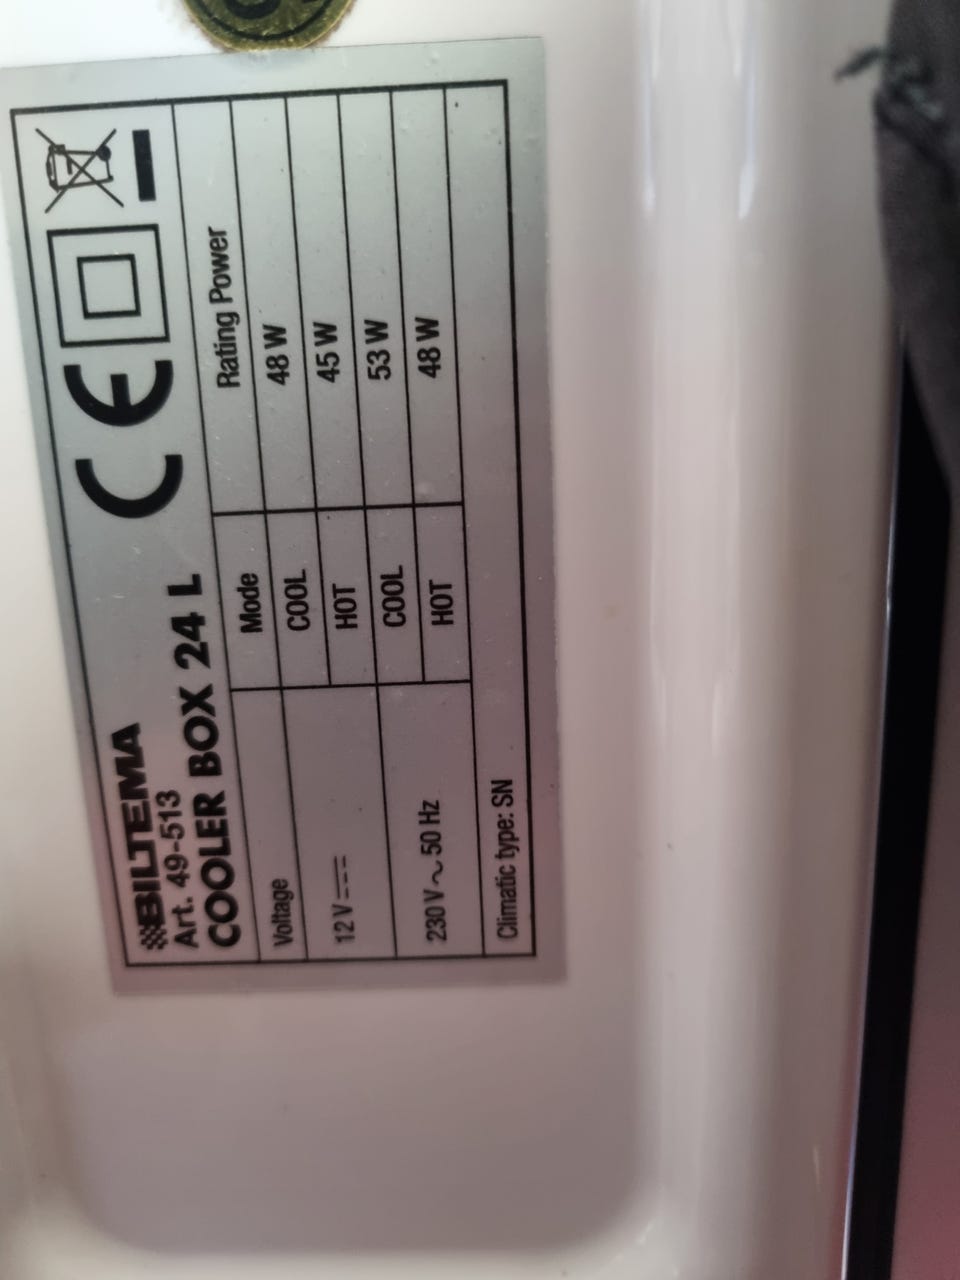 BILTEMA
Art. 49-513
COOLER BOX 24 L
CE
Voltage Mode Rating Power
12 V COOL 48 W
HOT 45 W
230 V ~ 50 Hz COOL 53 W
HOT 48 W
Climatic type: SN